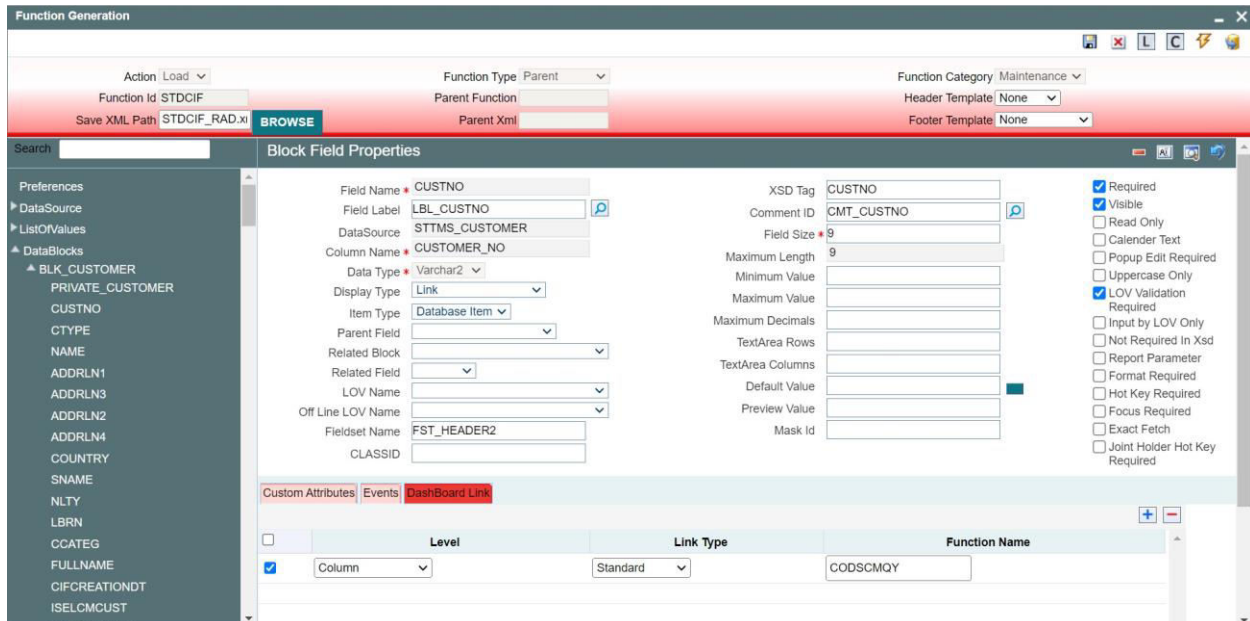 Function Generation
L C
Action Load Function Type Parent Function Category Maintenance
Function Id STDCIF Parent Function Header Template None
Save XML Path STDCIF_RAD.x BROWSE Parent Xml Footer Template None
Search Block Field Properties
Preferences
DataSource
ListOfValues
DataBlocks
BLK_CUSTOMER
PRIVATE_CUSTOMER
CUSTNO
CTYPE
NAME
ADDRLN1
ADDRLN3
ADDRLN2
ADDRLN4
COUNTRY
SNAME
NLTY
LBRN
CCATEG
FULLNAME
CIFCREATIONDT
ISELCMCUST
Field Name * CUSTNO
Field Label LBL_CUSTNO
DataSource STTMS_CUSTOMER
Column Name * CUSTOMER_NO
Data Type * Varchar2
Display Type Link
Item Type Database Item
Parent Field
Related Block
Related Field
LOV Name
Off Line LOV Name
Fieldset Name FST_HEADER2
CLASSID
XSD Tag CUSTNO
Comment ID CMT_CUSTNO
Field Size * 9
Maximum Length 9
Minimum Value
Maximum Value
Maximum Decimals
TextArea Rows
TextArea Columns
Default Value
Preview Value
Mask Id
Required
Visible
Read Only
Calender Text
Popup Edit Required
Uppercase Only
LOV Validation
Required
Input by LOV Only
Not Required In Xsd
Report Parameter
Format Required
Hot Key Required
Focus Required
Exact Fetch
Joint Holder Hot Key
Required
Custom Attributes Events DashBoard Link
Level Link Type Function Name
Column Standard CODSCMQY